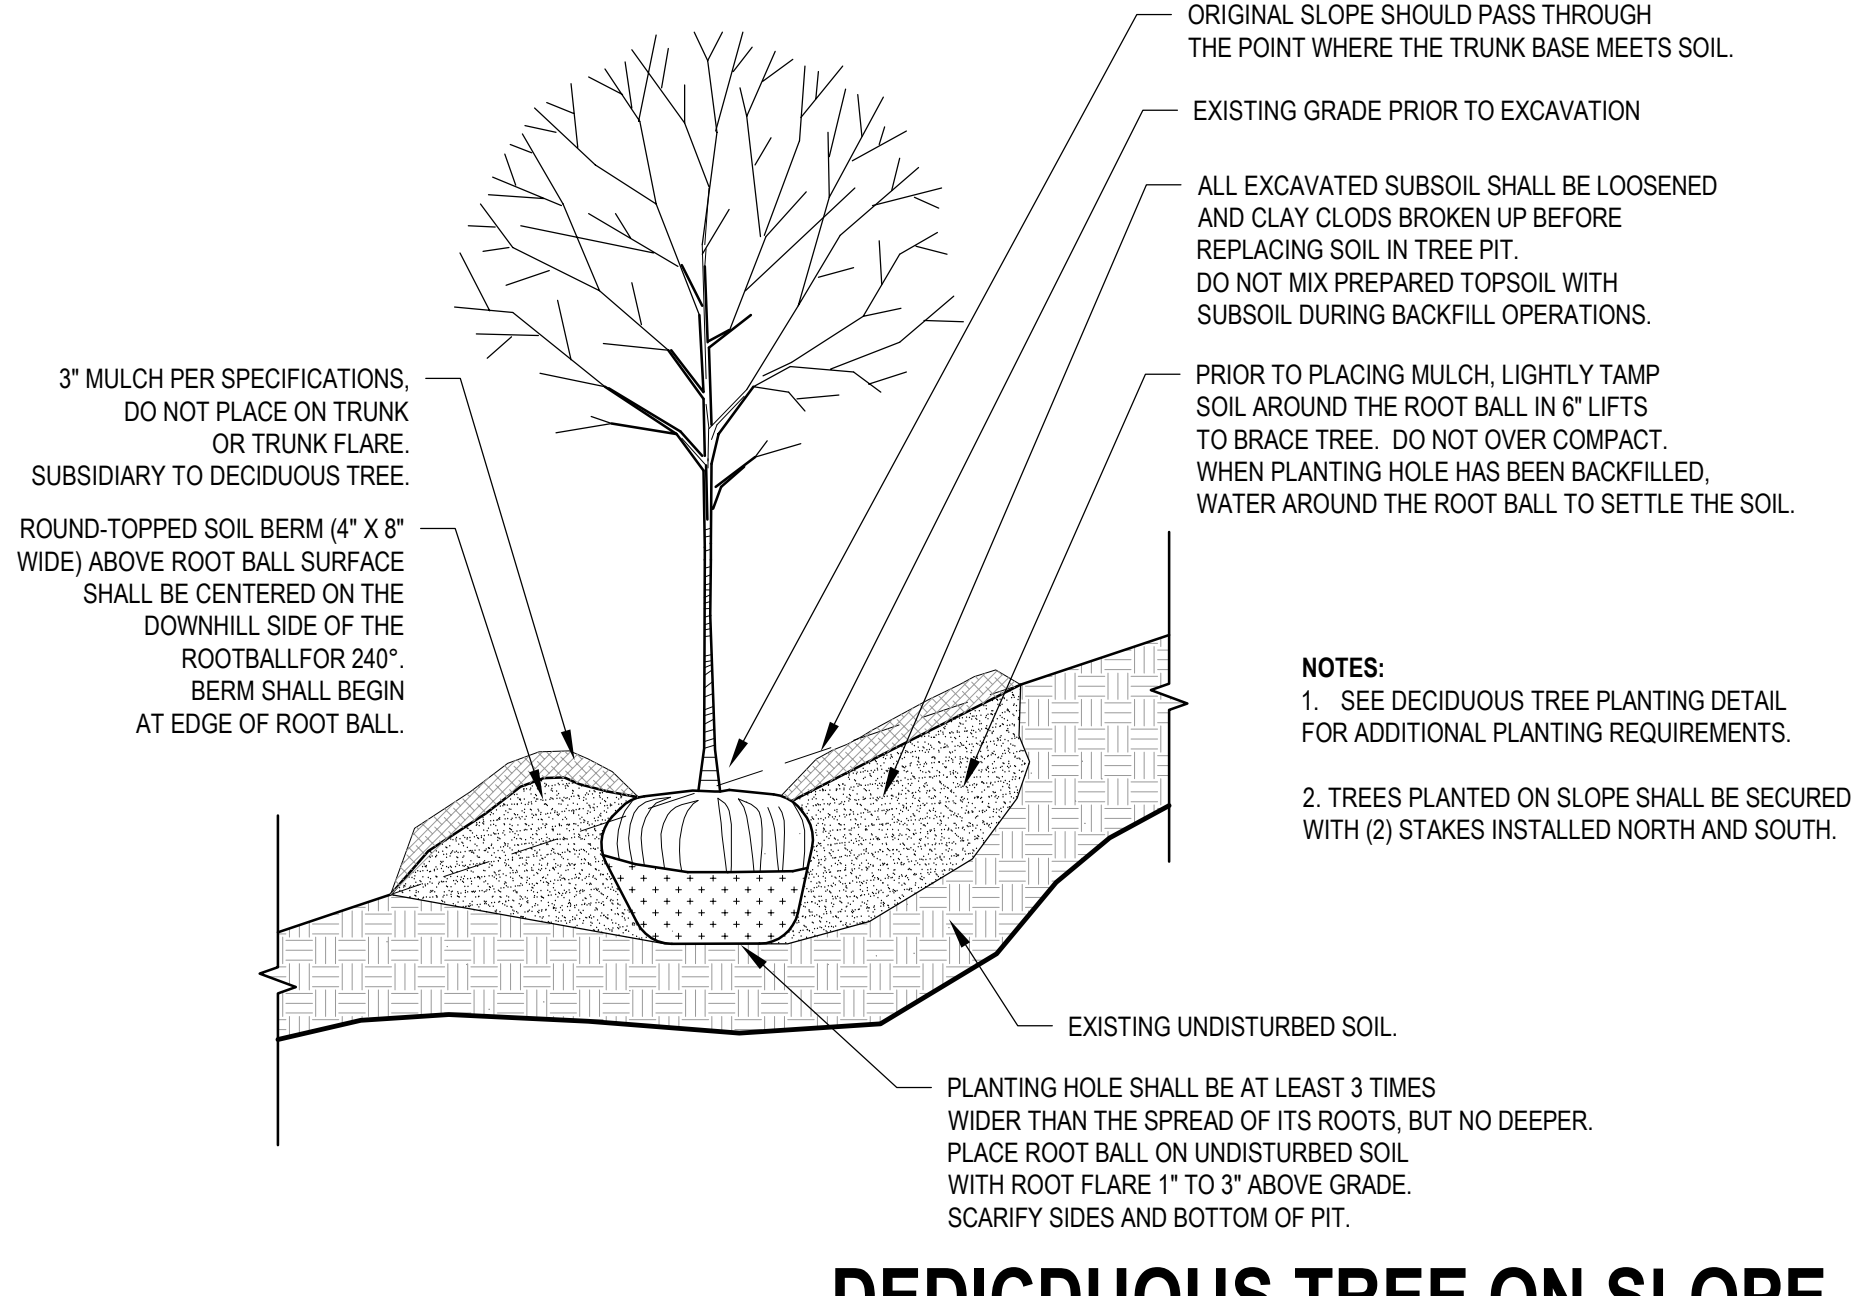 ORIGINAL SLOPE SHOULD PASS THROUGH
THE POINT WHERE THE TRUNK BASE MEETS SOIL.
EXISTING GRADE PRIOR TO EXCAVATION
ALL EXCAVATED SUBSOIL SHALL BE LOOSENED
AND CLAY CLODS BROKEN UP BEFORE
REPLACING SOIL IN TREE PIT.
DO NOT MIX PREPARED TOPSOIL WITH
SUBSOIL DURING BACKFILL OPERATIONS.
PRIOR TO PLACING MULCH, LIGHTLY TAMP
SOIL AROUND THE ROOT BALL IN 6" LIFTS
TO BRACE TREE. DO NOT OVER COMPACT.
WHEN PLANTING HOLE HAS BEEN BACKFILLED,
WATER AROUND THE ROOT BALL TO SETTLE THE SOIL.
3" MULCH PER SPECIFICATIONS,
DO NOT PLACE ON TRUNK
OR TRUNK FLARE.
SUBSIDIARY TO DECIDUOUS TREE.
ROUND-TOPPED SOIL BERM (4" X 8"
WIDE) ABOVE ROOT BALL SURFACE
SHALL BE CENTERED ON THE
DOWNHILL SIDE OF THE
ROOTBALLFOR 240°.
BERM SHALL BEGIN
AT EDGE OF ROOT BALL.
NOTES:
1. SEE DECIDUOUS TREE PLANTING DETAIL
FOR ADDITIONAL PLANTING REQUIREMENTS.
2. TREES PLANTED ON SLOPE SHALL BE SECURED
WITH (2) STAKES INSTALLED NORTH AND SOUTH.
EXISTING UNDISTURBED SOIL.
PLANTING HOLE SHALL BE AT LEAST 3 TIMES
WIDER THAN THE SPREAD OF ITS ROOTS, BUT NO DEEPER.
PLACE ROOT BALL ON UNDISTURBED SOIL
WITH ROOT FLARE 1" TO 3" ABOVE GRADE.
SCARIFY SIDES AND BOTTOM OF PIT.
DEDICDUOUS TREE ON SLOPE